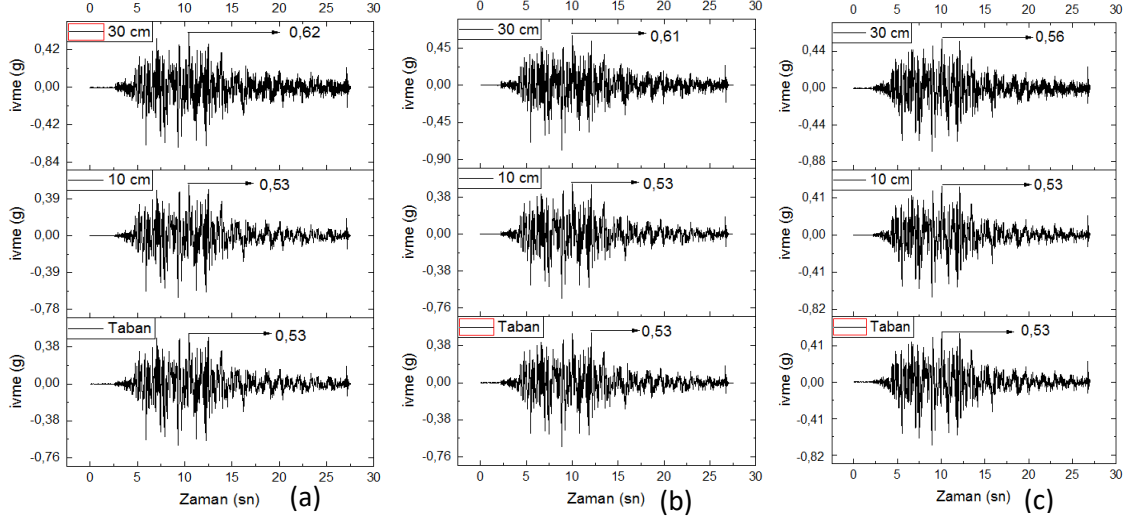 0 5 10 15 20 25 30
30 cm
0,62
0,42
0,00
-0,42
-0,84
ivme (g)
10 cm
0,53
0,39
0,00
-0,39
-0,78
ivme (g)
Taban
0,53
0,38
0,00
-0,38
-0,76
ivme (g)
0 5 10 15 20 25 30
Zaman (sn)
(a)
0 5 10 15 20 25 30
30 cm
0,61
0,45
0,00
-0,45
-0,90
ivme (g)
10 cm
0,53
0,38
0,00
-0,38
-0,76
ivme (g)
Taban
0,53
0,38
0,00
-0,38
-0,76
ivme (g)
0 5 10 15 20 25 30
Zaman (sn)
(b)
0 5 10 15 20 25 30
30 cm
0,56
0,44
0,00
-0,44
-0,88
ivme (g)
10 cm
0,53
0,41
0,00
-0,41
-0,82
ivme (g)
Taban
0,53
0,41
0,00
-0,41
-0,82
ivme (g)
0 5 10 15 20 25 30
Zaman (sn)
(c)